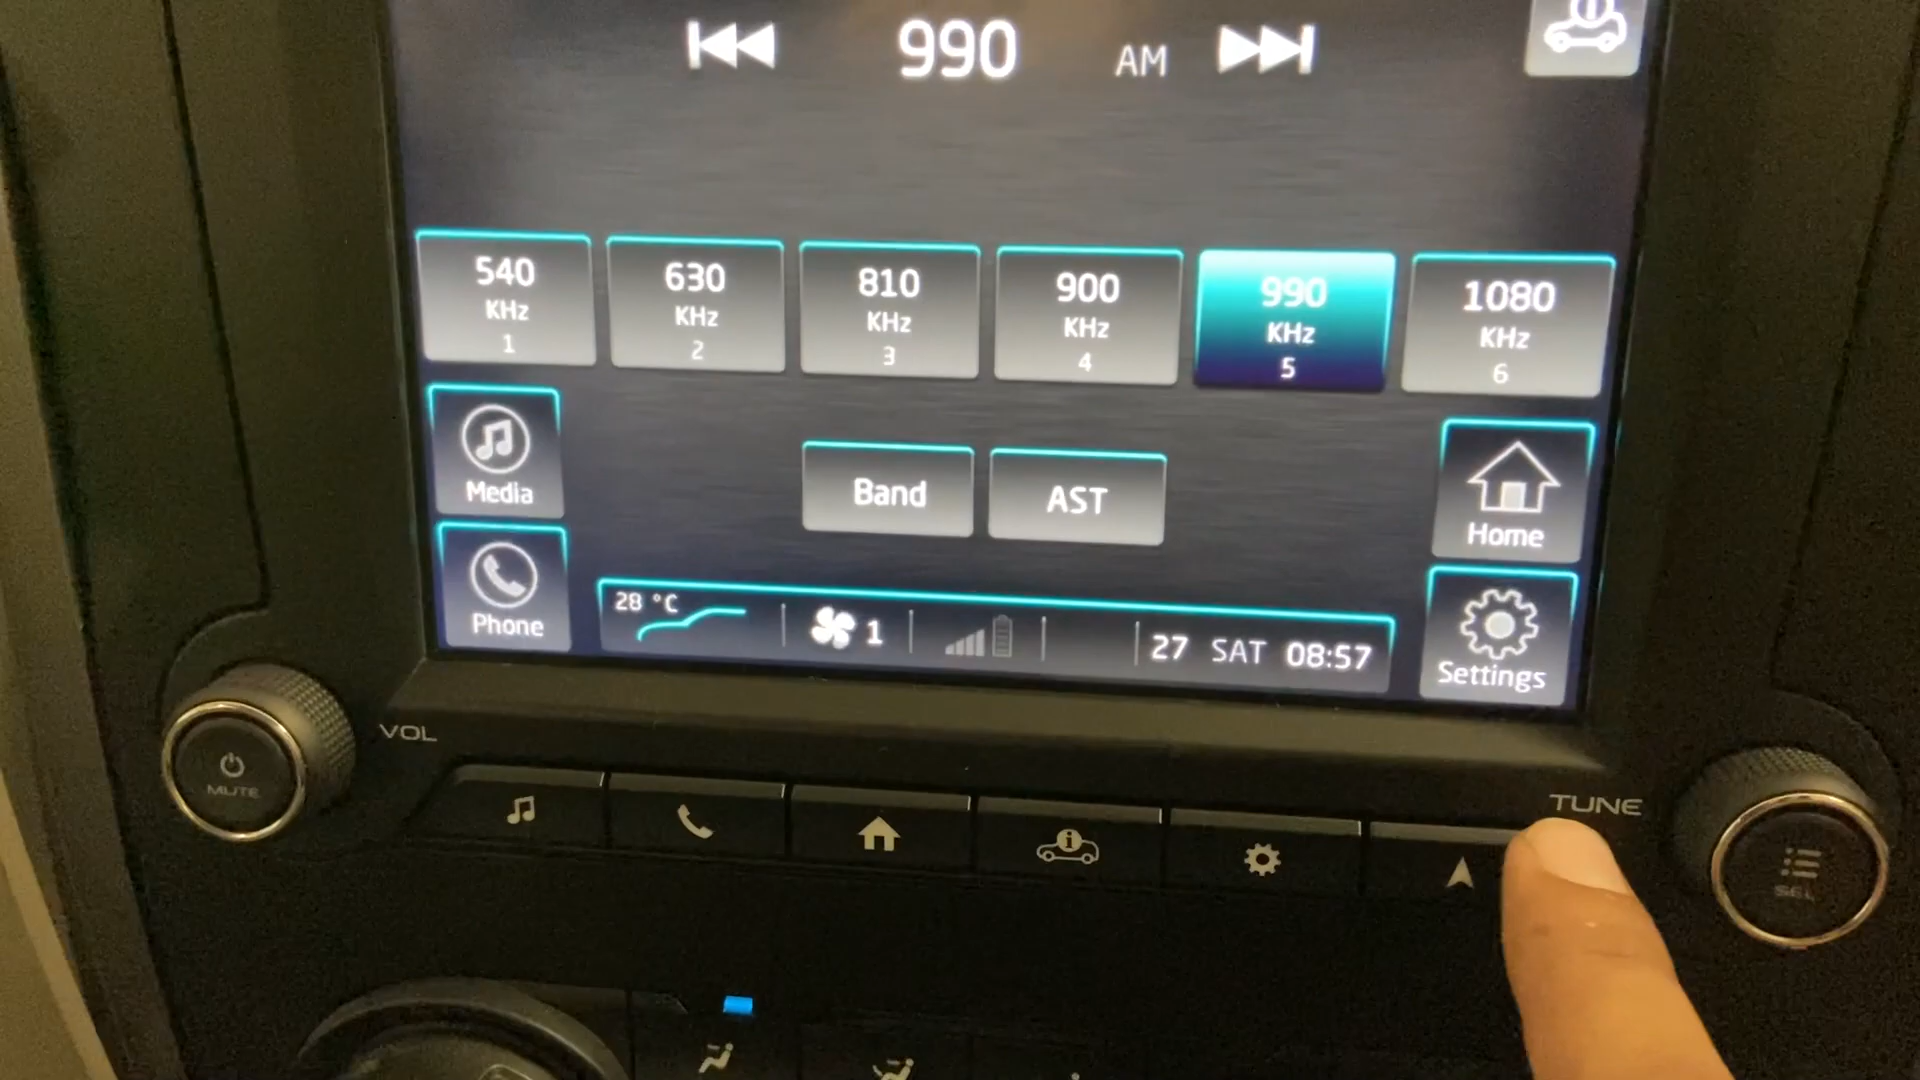 990 AM
540
KHz
1
630
KHz
2
810
KHz
3
900
KHz
4
990
KHz
5
1080
KHz
6
Media
Band
AST
Home
Phone
28 °C
1
27 SAT 08:57
Settings
VOL
MUTE
TUNE
SEL